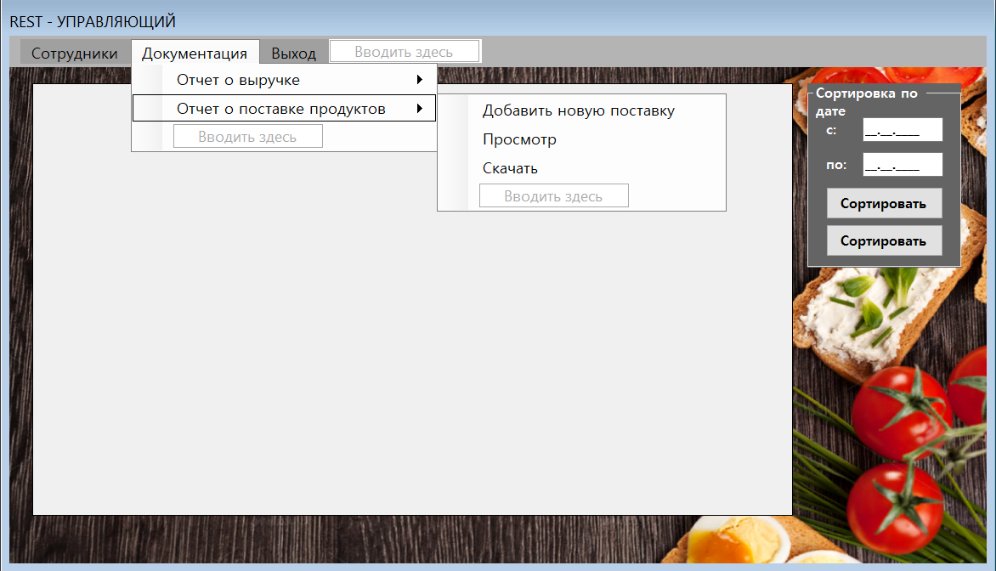 REST - УПРАВЛЯЮЩИЙ
Сотрудники Документация Выход Вводить здесь
Отчет о выручке
Отчет о поставке продуктов
Вводить здесь
Добавить новую поставку
Просмотр
Скачать
Вводить здесь
Сортировка по
дате
с: __.__.____
по: __.__.____
Сортировать
Сортировать